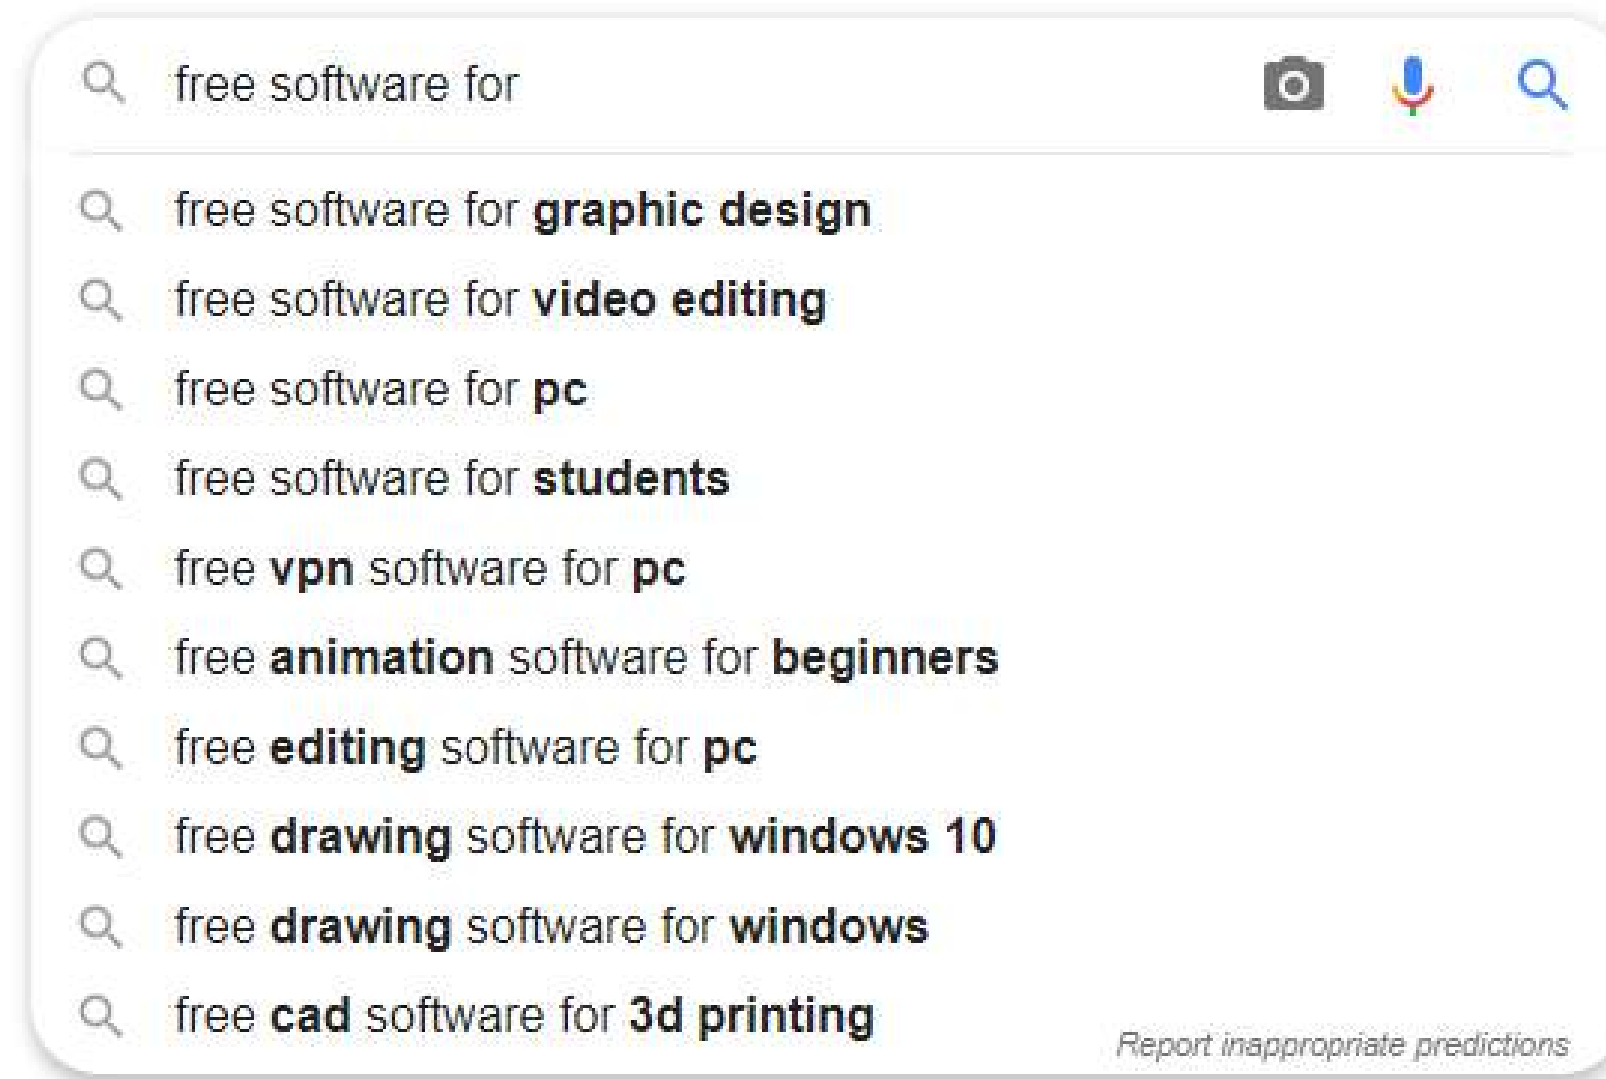 free software for
free software for graphic design
free software for video editing
free software for pc
free software for students
free vpn software for pc
free animation software for beginners
free editing software for pc
free drawing software for windows 10
free drawing software for windows
free cad software for 3d printing
Report inappropriate predictions